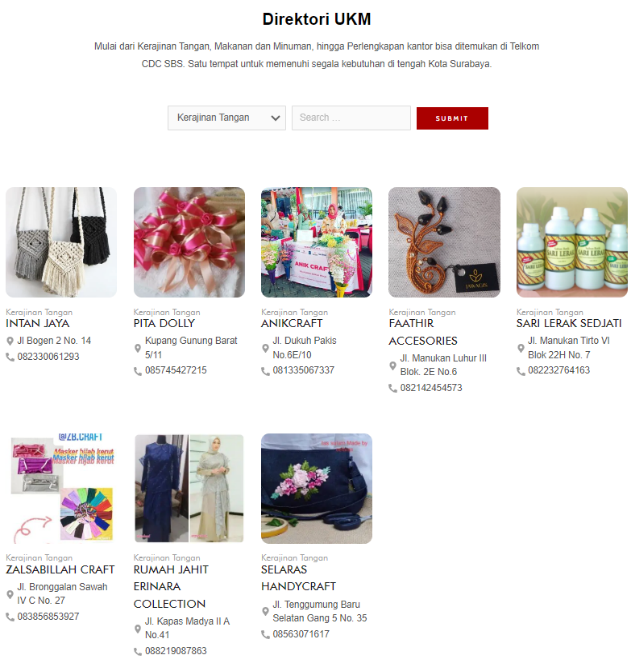 Direktori UKM
Mulai dari Kerajinan Tangan, Makanan dan Minuman, hingga Perlengkapan kantor bisa ditemukan di Telkom
CDC SBS. Satu tempat untuk memenuhi segala kebutuhan di tengah Kota Surabaya.
Kerajinan Tangan
Search ...
SUBMIT
ANIK CRAFT
SARI LERAK
SARI LERAK
Kerajinan Tangan
INTAN JAYA
Jl Bogen 2 No. 14
082330061293
Kerajinan Tangan
PITA DOLLY
Kupang Gunung Barat
5/11
085745427215
Kerajinan Tangan
ANIKCRAFT
Jl. Dukuh Pakis
No.6E/10
081335067337
Kerajinan Tangan
FAATHIR
ACCESORIES
Jl. Manukan Luhur III
Blok. 2E No.6
082142454573
Kerajinan Tangan
SARI LERAK SEDJATI
Jl. Manukan Tirto VI
Blok 22H No. 7
082232764163
@ZB.CRAFT
Masker hijab kerut
Masker hijab kerut
Kerajinan Tangan
ZALSABILLAH CRAFT
Jl. Bronggalan Sawah
IV C No. 27
083856853927
Kerajinan Tangan
RUMAH JAHIT
ERINARA
COLLECTION
Jl. Kapas Madya II A
No.41
088219087863
Kerajinan Tangan
SELARAS
HANDYCRAFT
Jl. Tenggumung Baru
Selatan Gang 5 No. 35
08563071617